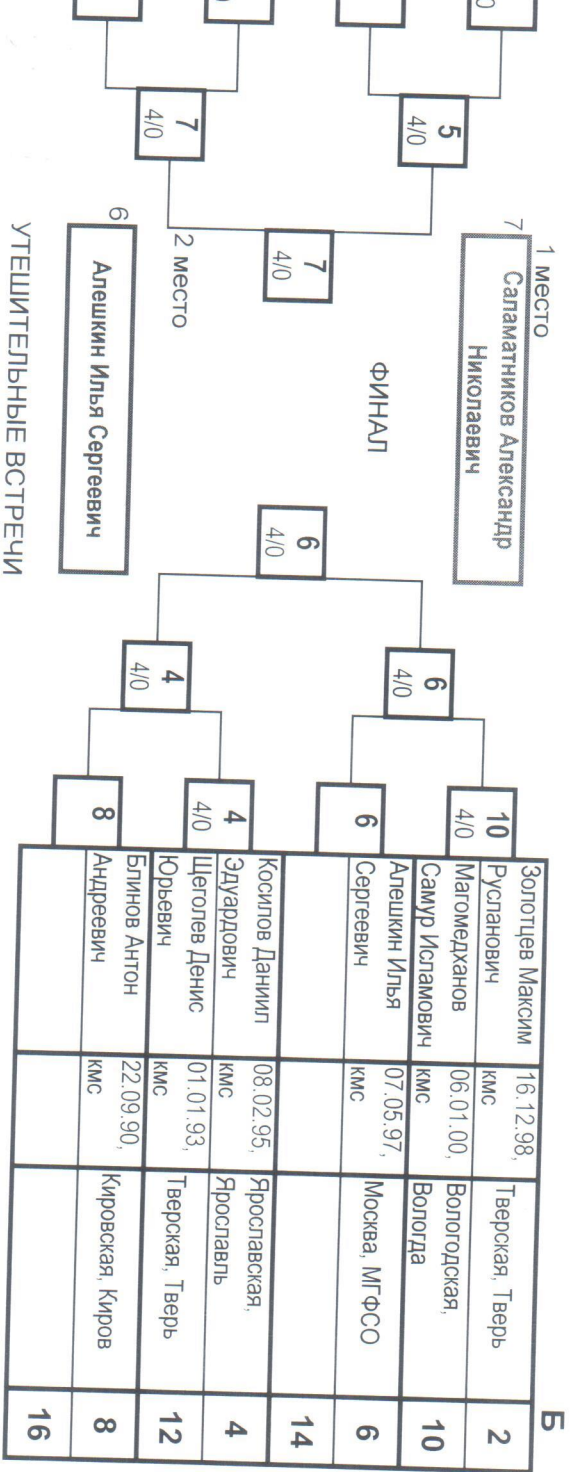 0
5
4/0
7
4/0
7
4/0
1 место
7
Саламатников Александр
Николаевич
ФИНАЛ
2 место
6
Алешкин Илья Сергеевич
УТЕШИТЕЛЬНЫЕ ВСТРЕЧИ
6
4/0
6
4/0
4
4/0
10
4/0
6
4
4/0
8
Б
Золотцев Максим
Русланович
16.12.98,
кмс
Тверская, Тверь
2
Магомедханов
Самур Исламович
06.01.00,
кмс
Вологодская,
Вологда
10
Алешкин Илья
Сергеевич
07.05.97,
кмс
Москва, МГФСО
6
14
Косипов Даниил
Эдуардович
08.02.95,
кмс
Ярославская,
Ярославль
4
Щеголев Денис
Юрьевич
01.01.93,
кмс
Тверская, Тверь
12
Блинов Антон
Андреевич
22.09.90,
кмс
Кировская, Киров
8
16